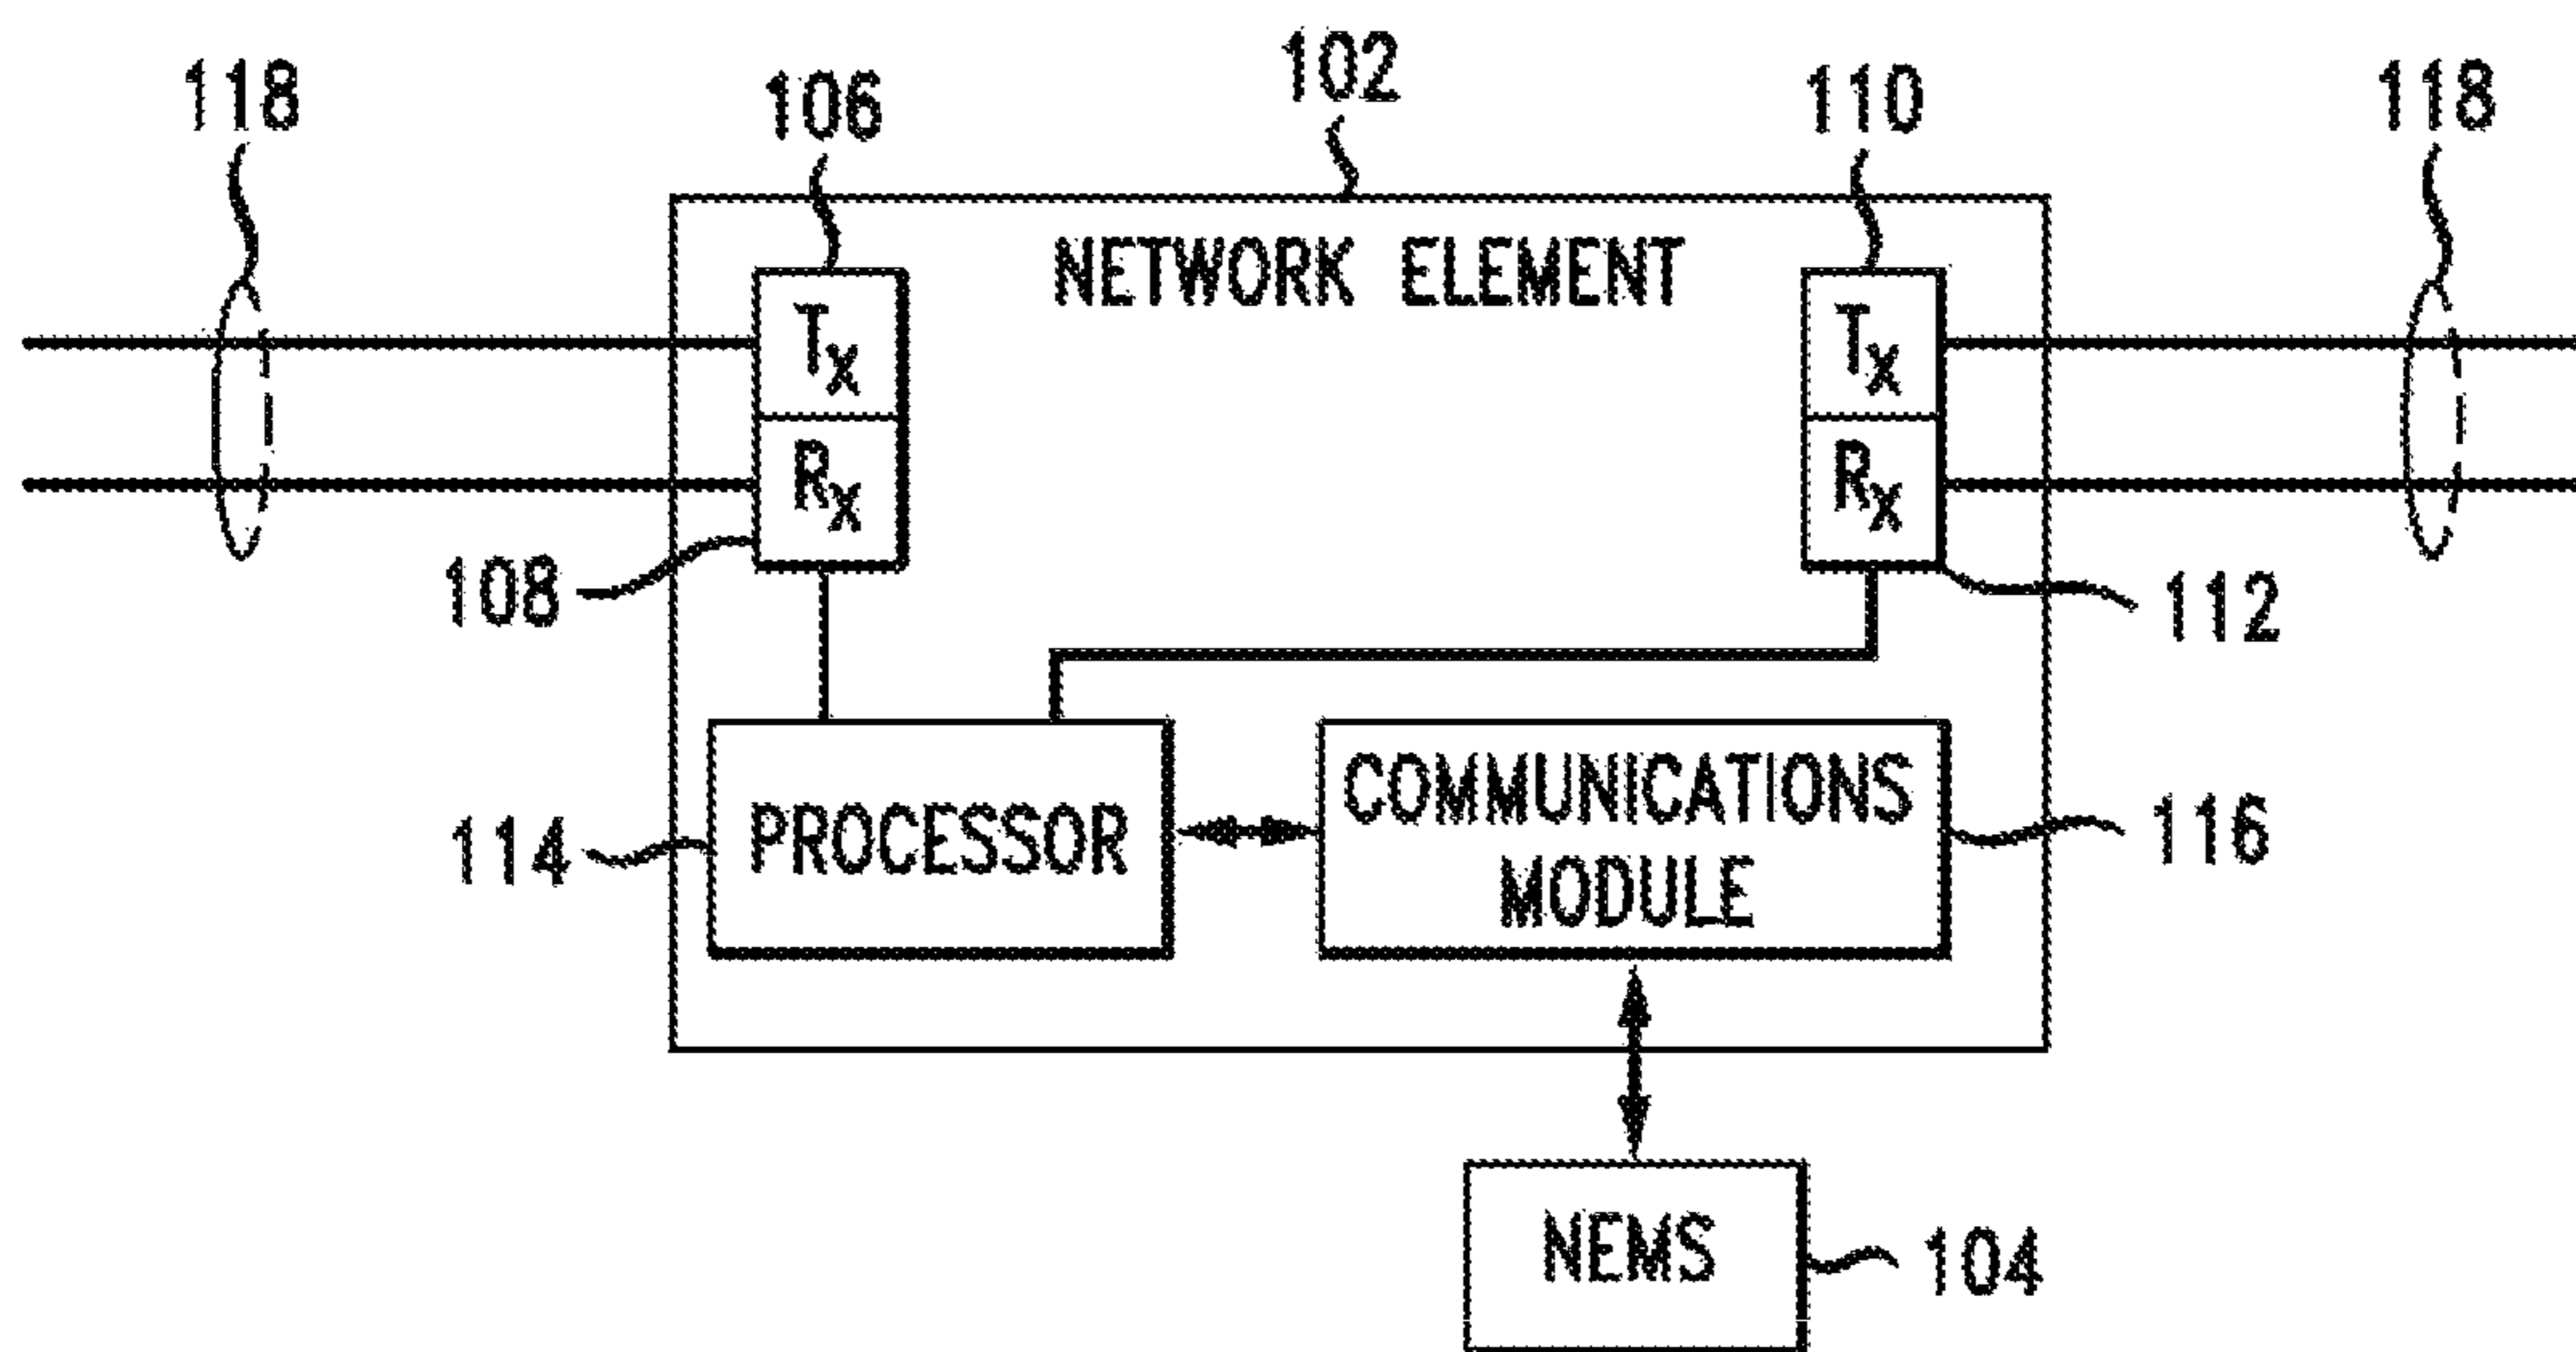 118
106
102
110
118
NETWORK ELEMENT
Tx
Tx
Rx
Rx
108
112
114
PROCESSOR
COMMUNICATIONS
MODULE
116
NEMS
104